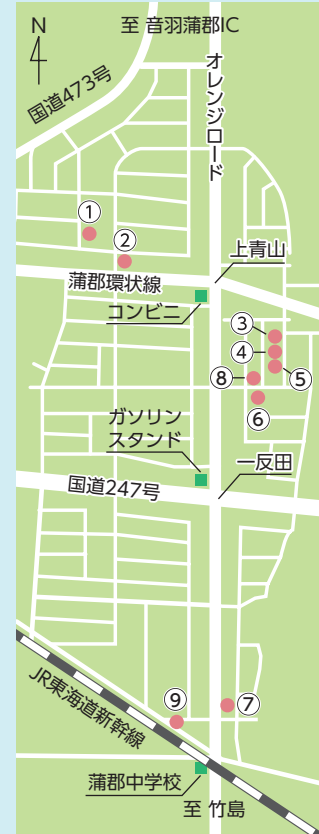 N
至 音羽蒲郡IC
国道473号
オレンジロード
①
②
上青山
蒲郡環状線
コンビニ
③
④
⑤
⑧
⑥
ガソリン
スタンド
一反田
国道247号
JR東海道新幹線
⑨
⑦
蒲郡中学校
至 竹島